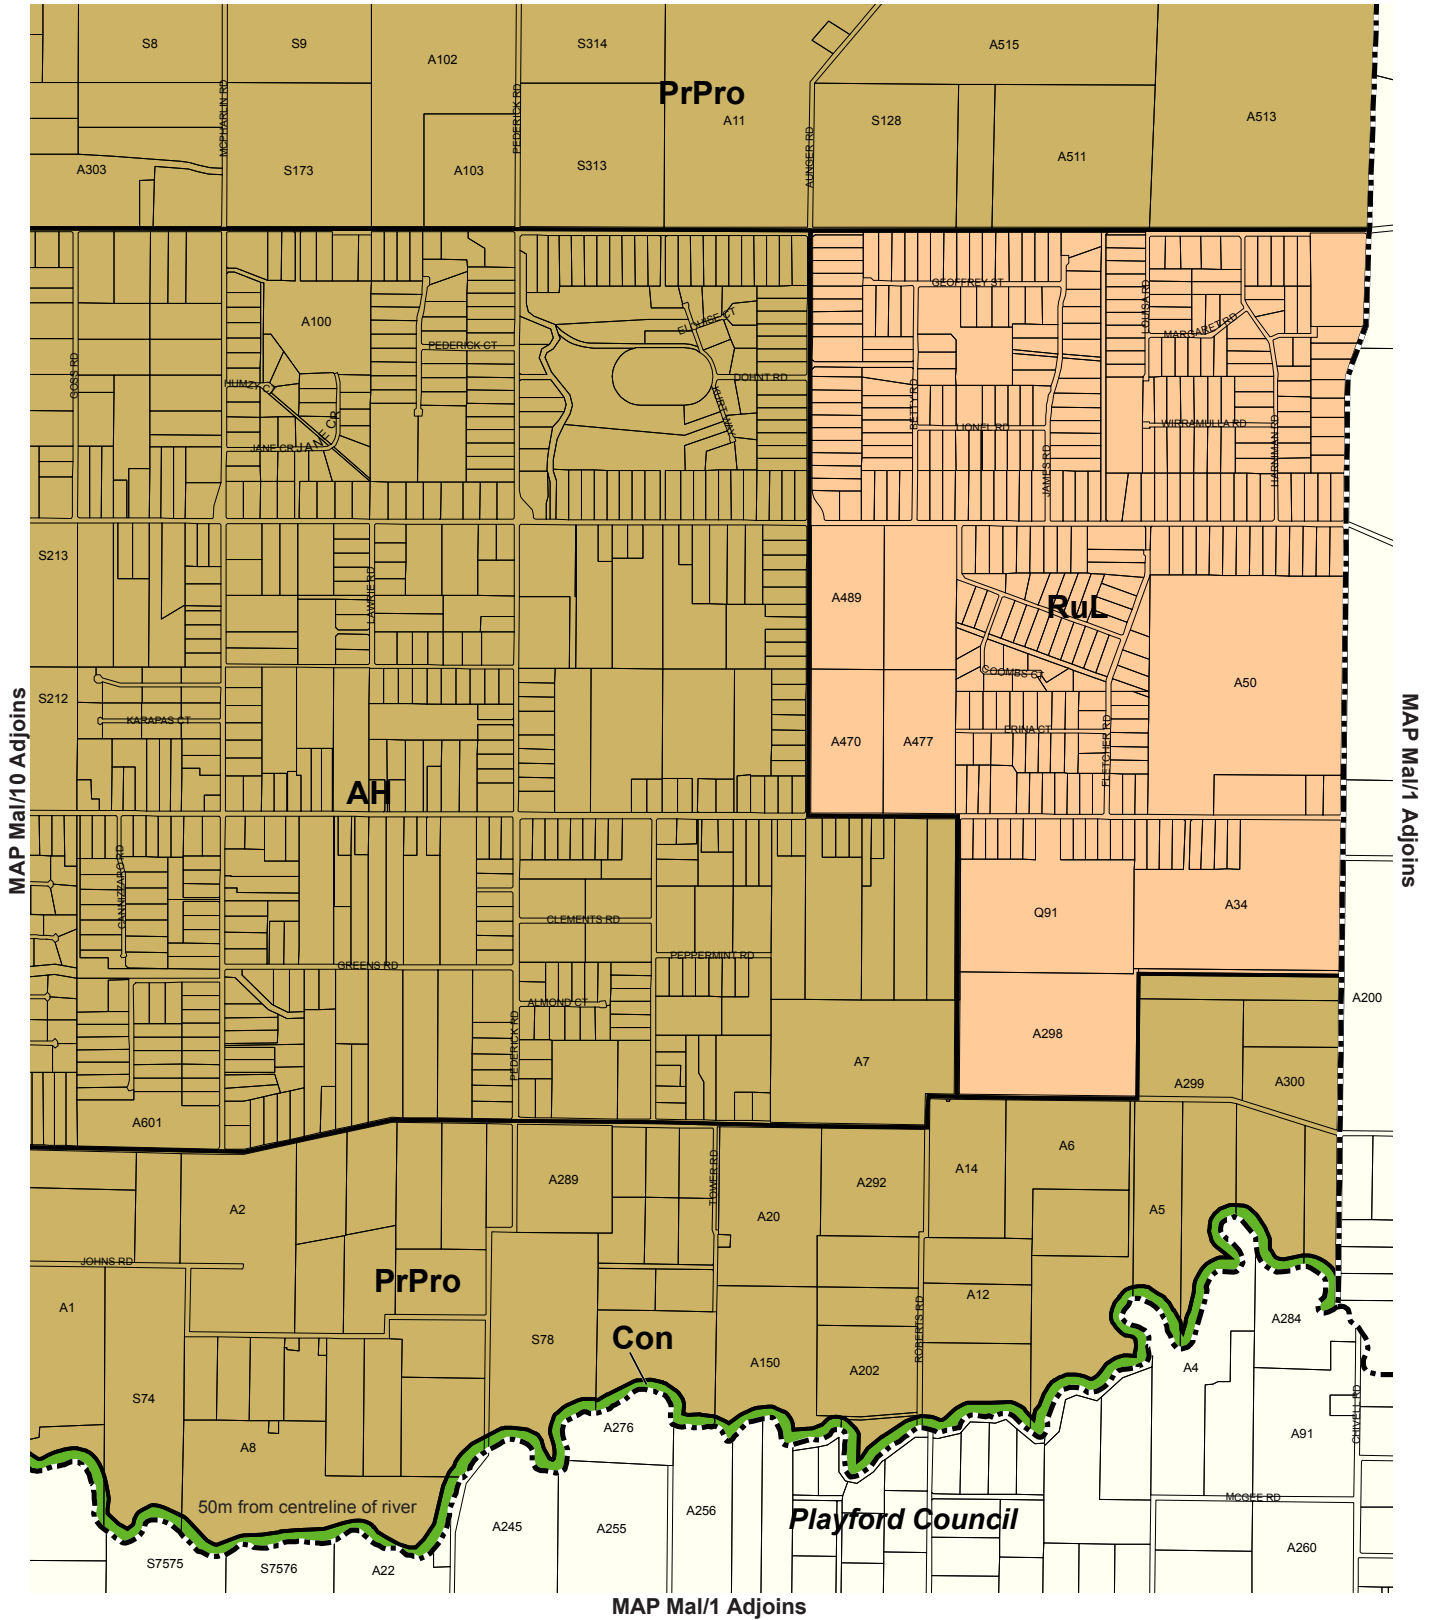 S8
S9
A102
S314
A515
PrPro
A11
S128
A513
MCPHARLIN RD
PEDERICK RD
AUNGER RD
A511
A303
S173
A103
S313
GEOFFREY ST
LOUISA RD
A100
ELOUISE CT
MARGARET RD
PEDERICK CT
GOSS RD
HUMZY CT
DOHNT RD
KURT WAY
BETTY RD
JANE CR
JANE CR
LIONEL RD
WIRRAMULLA RD
JAMES RD
HARNIMAN RD
S213
LAWRIE RD
A489
RuL
COOMBS CT
A50
S212
KARAPAS CT
ERINA CT
FLETCHER RD
A470
A477
MAP Mal/10 Adjoins
MAP Mal/1 Adjoins
AH
CANNIZZARO RD
CLEMENTS RD
Q91
A34
GREENS RD
PEPPERMINT RD
ALMOND CT
A200
PEDERICK RD
A298
A7
A299
A300
A601
A6
A14
A289
TOWER RD
A292
A2
A20
A5
JOHNS RD
PrPro
A1
A12
ROBERTS RD
A284
S78
Con
A150
A202
A4
S74
CHIVELL RD
A276
A91
A8
50m from centreline of river
MCGEE RD
A256
Playford Council
A245
A255
A260
S7575
S7576
A22
MAP Mal/1 Adjoins